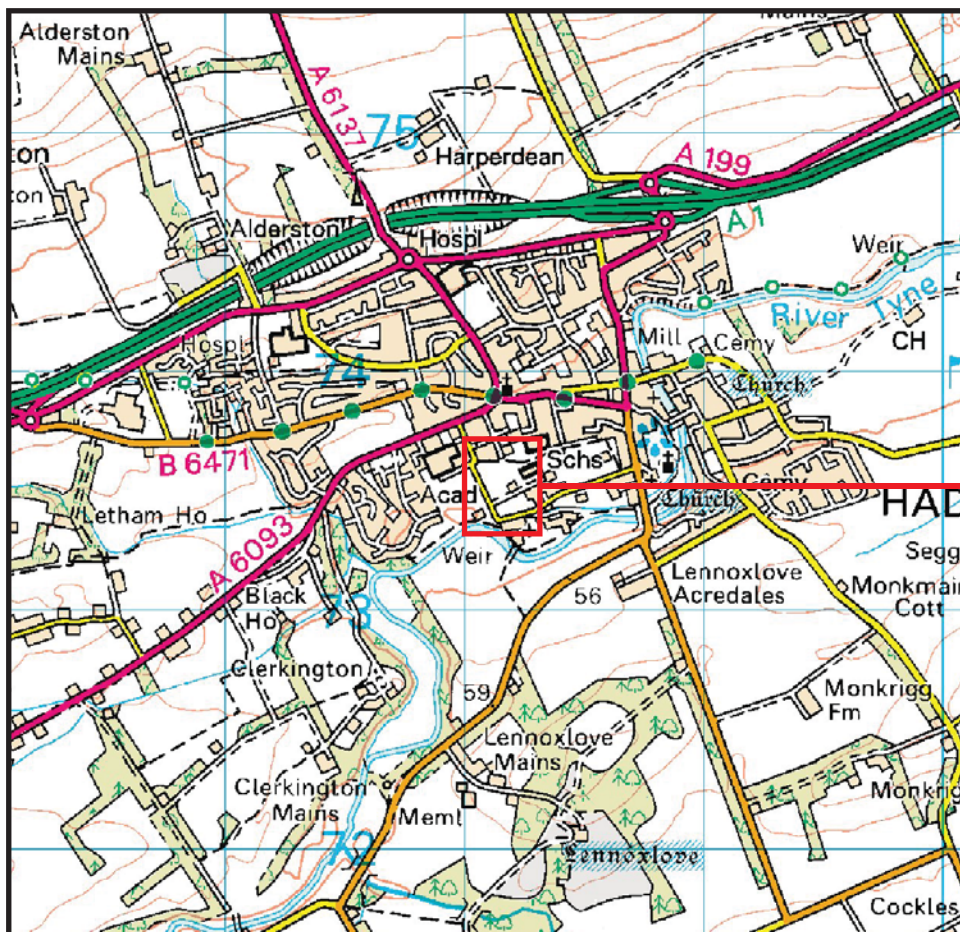 Alderston
Mains
A 6137
75
Harperdean
A 199
A 1
ton
ton
Alderston
Hospl
Weir
River Tyne
Mill
Cemy
CH
Hospl
74
Church
B 6471
Schs
Acad
Cemy
Church
HAD
Letham Ho
A 6093
Weir
Segg
Lennoxlove
Acredales
56
Monkmain
Cott
Black
Ho
73
Clerkington
59
Monkrigg
Fm
Lennoxlove
Mains
Clerkington
Mains
Meml
Monkrig
72
Lennoxlove
Cockles